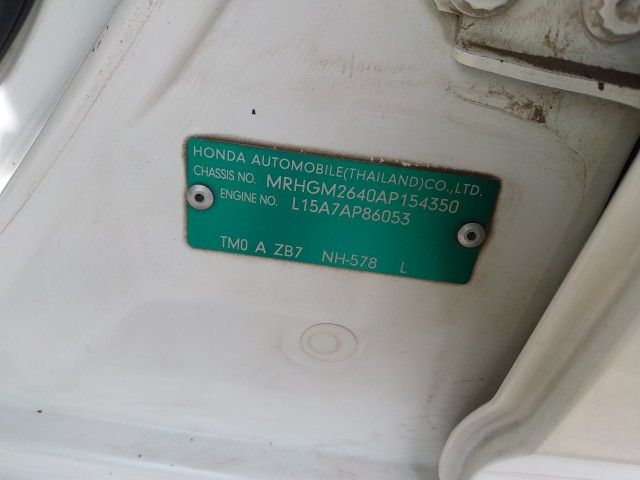 HONDA AUTOMOBILE(THAILAND)CO.,LTD.
CHASSIS NO. MRHGM2640AP154350
ENGINE NO. L15A7AP86053
TM0 A ZB7 NH-578 L